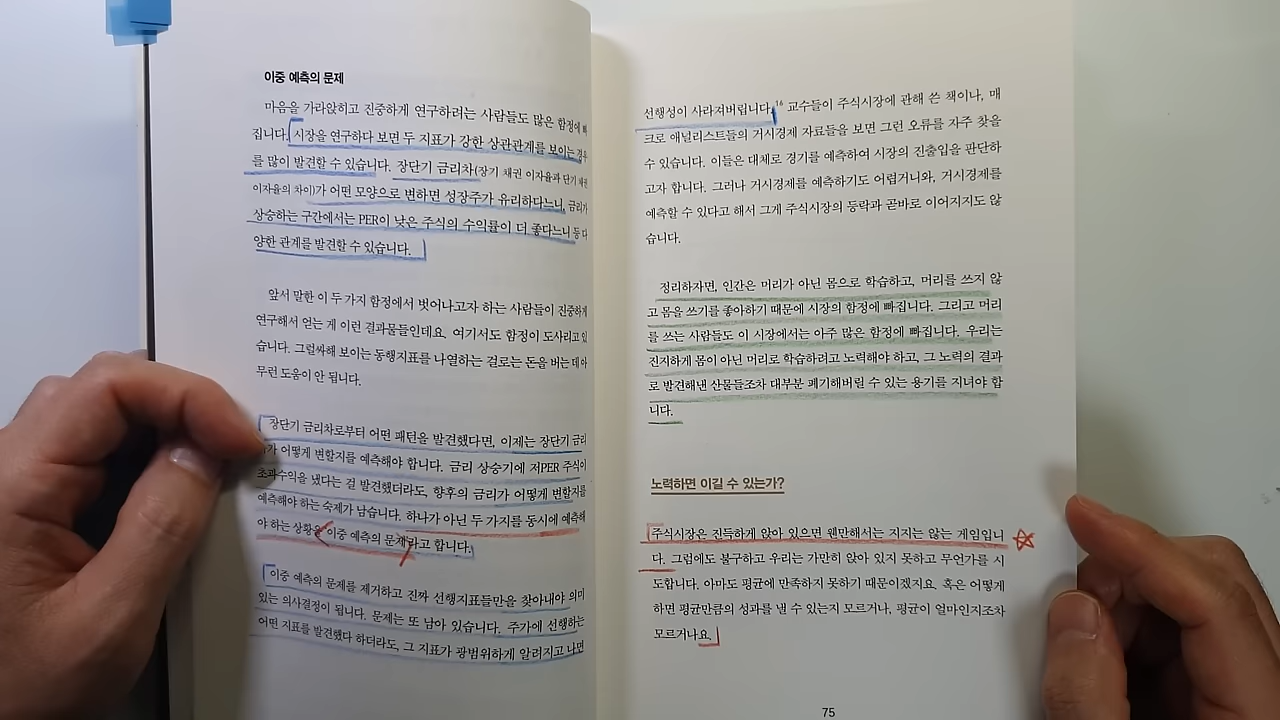 이중 예측의 문제
마음을 가라앉히고 진중하게 연구하려는 사람들도 많은 함정에 빠
집니다. 시장을 연구하다 보면 두 지표가 강한 상관관계를 보이는 경우
를 많이 발견할 수 있습니다. 장단기 금리차(장기 채권 이자율과 단기 채권
이자율의 차이)가 어떤 모양으로 변하면 성장주가 유리하다느니, 금리가
상승하는 구간에서는 PER이 낮은 주식의 수익률이 더 좋다느니 등 다
양한 관계를 발견할 수 있습니다.
앞서 말한 이 두 가지 함정에서 벗어나고자 하는 사람들이 진중하게
연구해서 얻는 게 이런 결과물들인데요. 여기서도 함정이 도사리고 있
습니다. 그럴싸해 보이는 동행지표를 나열하는 걸로는 돈을 버는 데 아
무런 도움이 안 됩니다.
장단기 금리차로부터 어떤 패턴을 발견했다면, 이제는 장단기 금리
가 어떻게 변할지를 예측해야 합니다. 금리 상승기에 저PER 주식이
초과수익을 냈다는 걸 발견했더라도, 향후의 금리가 어떻게 변할지를
예측해야 하는 숙제가 남습니다. 하나가 아닌 두 가지를 동시에 예측해
야 하는 상황을 이중 예측의 문제라고 합니다.
이중 예측의 문제를 제거하고 진짜 선행지표들만을 찾아내야 의미
있는 의사결정이 됩니다. 문제는 또 남아 있습니다. 주가에 선행하는
어떤 지표를 발견했다 하더라도, 그 지표가 광범위하게 알려지고 나면
선행성이 사라져버립니다.16 교수들이 주식시장에 관해 쓴 책이나, 매
크로 애널리스트들의 거시경제 자료들을 보면 그런 오류를 자주 찾을
수 있습니다. 이들은 대체로 경기를 예측하여 시장의 진출입을 판단하
고자 합니다. 그러나 거시경제를 예측하기도 어렵거니와, 거시경제를
예측할 수 있다고 해서 그게 주식시장의 등락과 곧바로 이어지지도 않
습니다.
정리하자면, 인간은 머리가 아닌 몸으로 학습하고, 머리를 쓰지 않
고 몸을 쓰기를 좋아하기 때문에 시장의 함정에 빠집니다. 그리고 머리
를 쓰는 사람들도 이 시장에서는 아주 많은 함정에 빠집니다. 우리는
진지하게 몸이 아닌 머리로 학습하려고 노력해야 하고, 그 노력의 결과
로 발견해낸 산물들조차 대부분 폐기해버릴 수 있는 용기를 지녀야 합
니다.
노력하면 이길 수 있는가?
주식시장은 진득하게 앉아 있으면 웬만해서는 지지는 않는 게임입니
다. 그럼에도 불구하고 우리는 가만히 앉아 있지 못하고 무언가를 시
도합니다. 아마도 평균에 만족하지 못하기 때문이겠지요. 혹은 어떻게
하면 평균만큼의 성과를 낼 수 있는지 모르거나, 평균이 얼마인지조차
모르거나요.
75